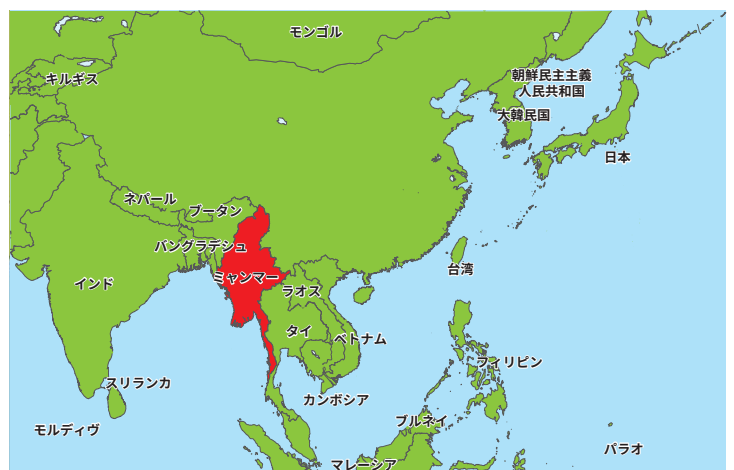 モンゴル
キルギス
朝鮮民主主義
人民共和国
大韓民国
日本
ネパール
ブータン
バングラデシュ
台湾
ミャンマー
インド
ラオス
タイ
ベトナム
フィリピン
スリランカ
カンボジア
ブルネイ
モルディヴ
パラオ
マレーシア